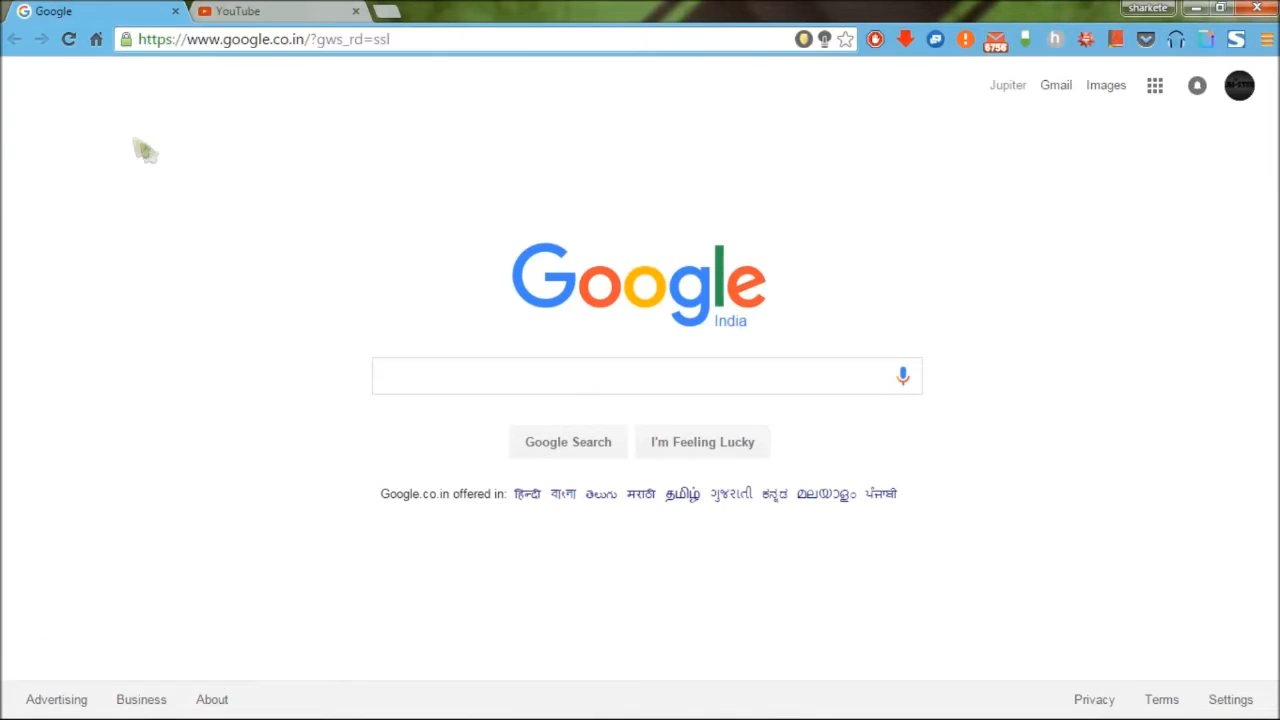 Google
YouTube
sharkete
https://www.google.co.in/?gws_rd=ssl
6756
Jupiter Gmail Images
Google
India
Google Search I'm Feeling Lucky
Google.co.in offered in: हिन्दी বাংলা తెలుగు मराठी தமிழ் ગુજરાતી ಕನ್ನಡ മലയാളം ਪੰਜਾਬੀ
Advertising Business About Privacy Terms Settings